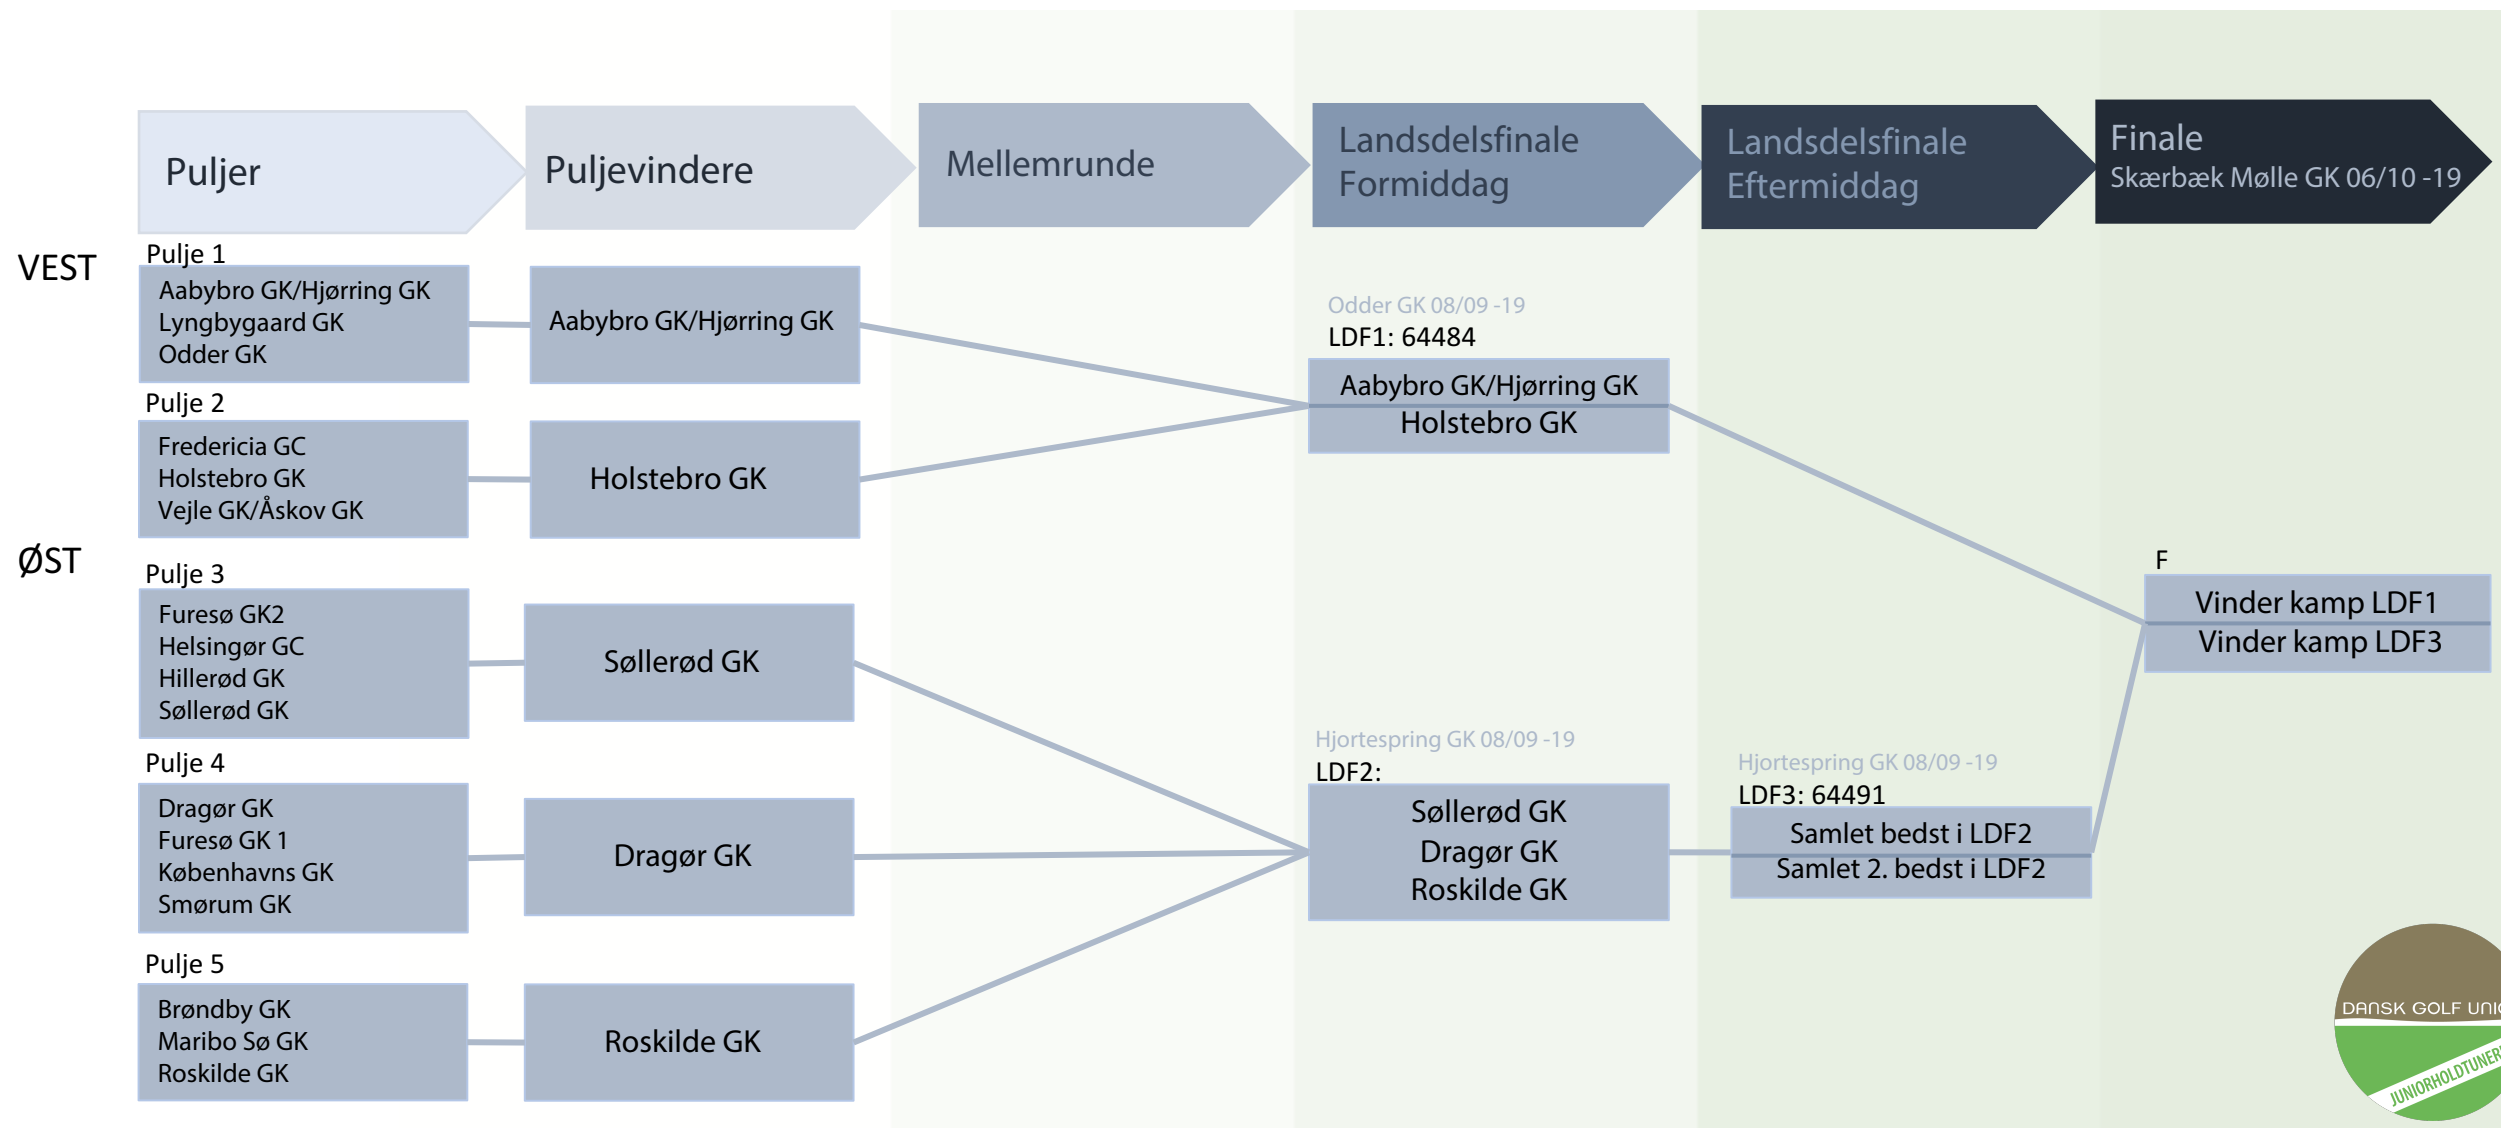 Puljer
Puljevindere
Mellemrunde
Landsdelsfinale
Formiddag
Landsdelsfinale
Eftermiddag
Finale
Skærbæk Mølle GK 06/10 -19
VEST
Pulje 1
Aabybro GK/Hjørring GK
Lyngbygaard GK
Odder GK
Aabybro GK/Hjørring GK
Odder GK 08/09 -19
LDF1: 64484
Aabybro GK/Hjørring GK
Holstebro GK
Pulje 2
Fredericia GC
Holstebro GK
Vejle GK/Åskov GK
Holstebro GK
ØST
Pulje 3
Furesø GK2
Helsingør GC
Hillerød GK
Søllerød GK
Søllerød GK
F
Vinder kamp LDF1
Vinder kamp LDF3
Pulje 4
Dragør GK
Furesø GK 1
Københavns GK
Smørum GK
Dragør GK
Hjortespring GK 08/09 -19
LDF2:
Søllerød GK
Dragør GK
Roskilde GK
Hjortespring GK 08/09 -19
LDF3: 64491
Samlet bedst i LDF2
Samlet 2. bedst i LDF2
Pulje 5
Brøndby GK
Maribo Sø GK
Roskilde GK
Roskilde GK
DANSK GOLF